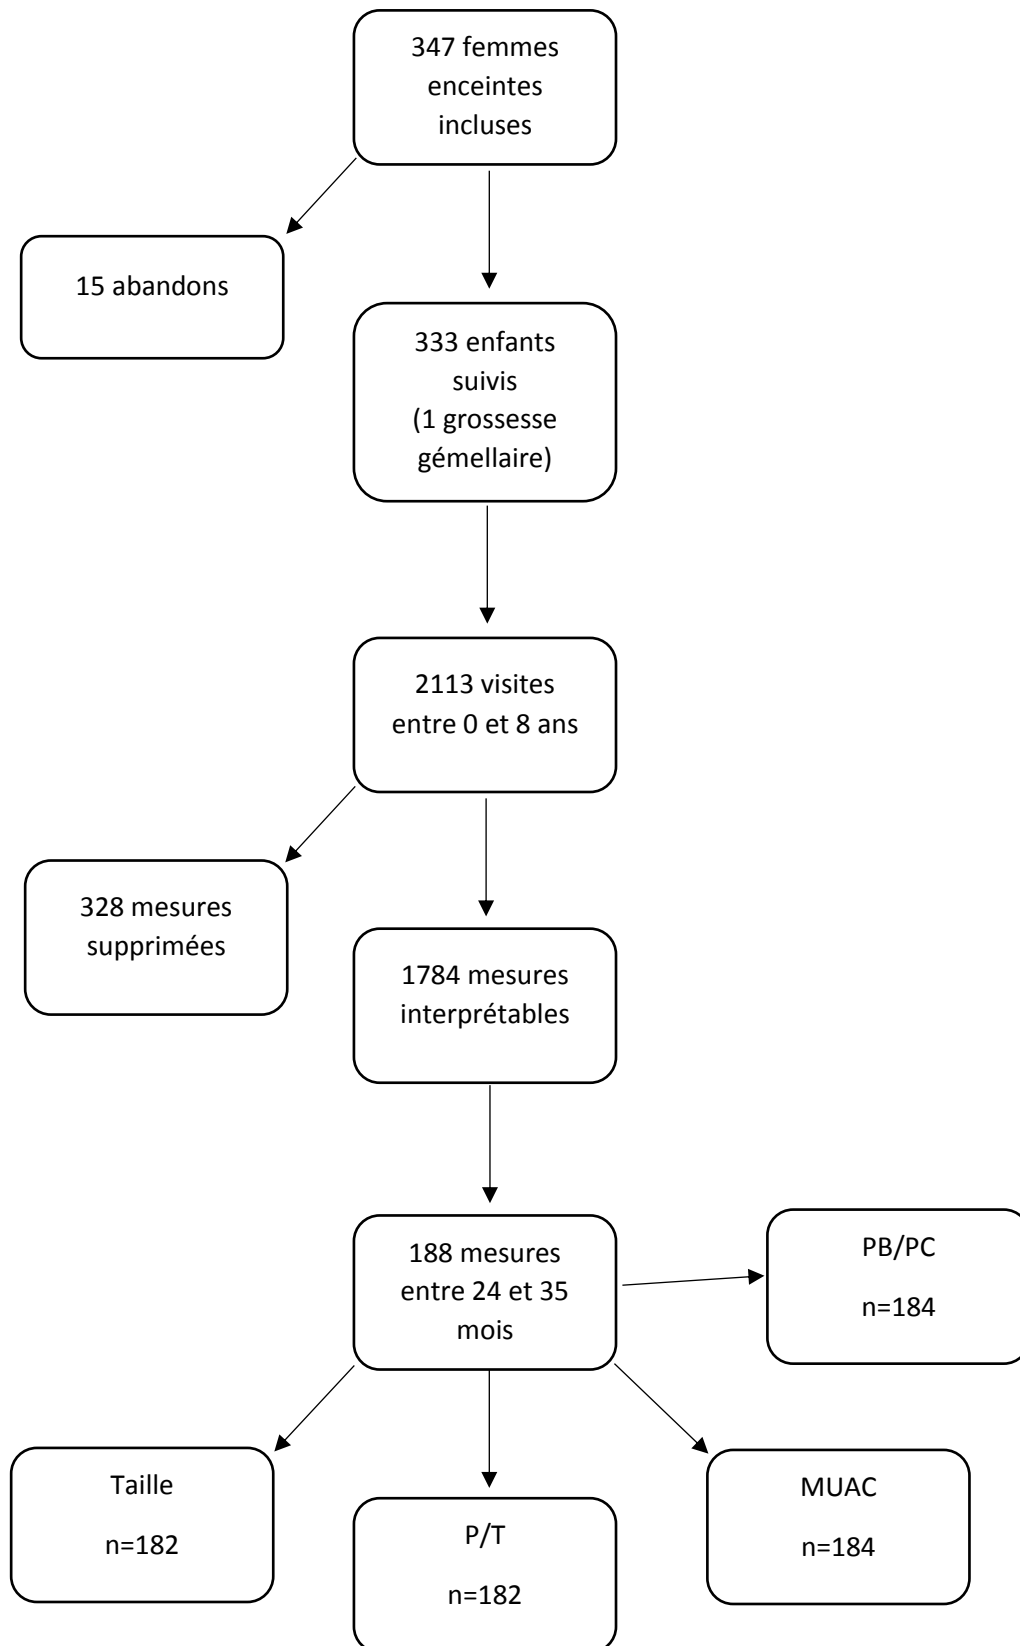 347 femmes
enceintes
incluses
15 abandons
333 enfants
suivis
(1 grossesse
gémellaire)
2113 visites
entre 0 et 8 ans
328 mesures
supprimées
1784 mesures
interprétables
188 mesures
entre 24 et 35
mois
PB/PC
n=184
Taille
n=182
P/T
n=182
MUAC
n=184